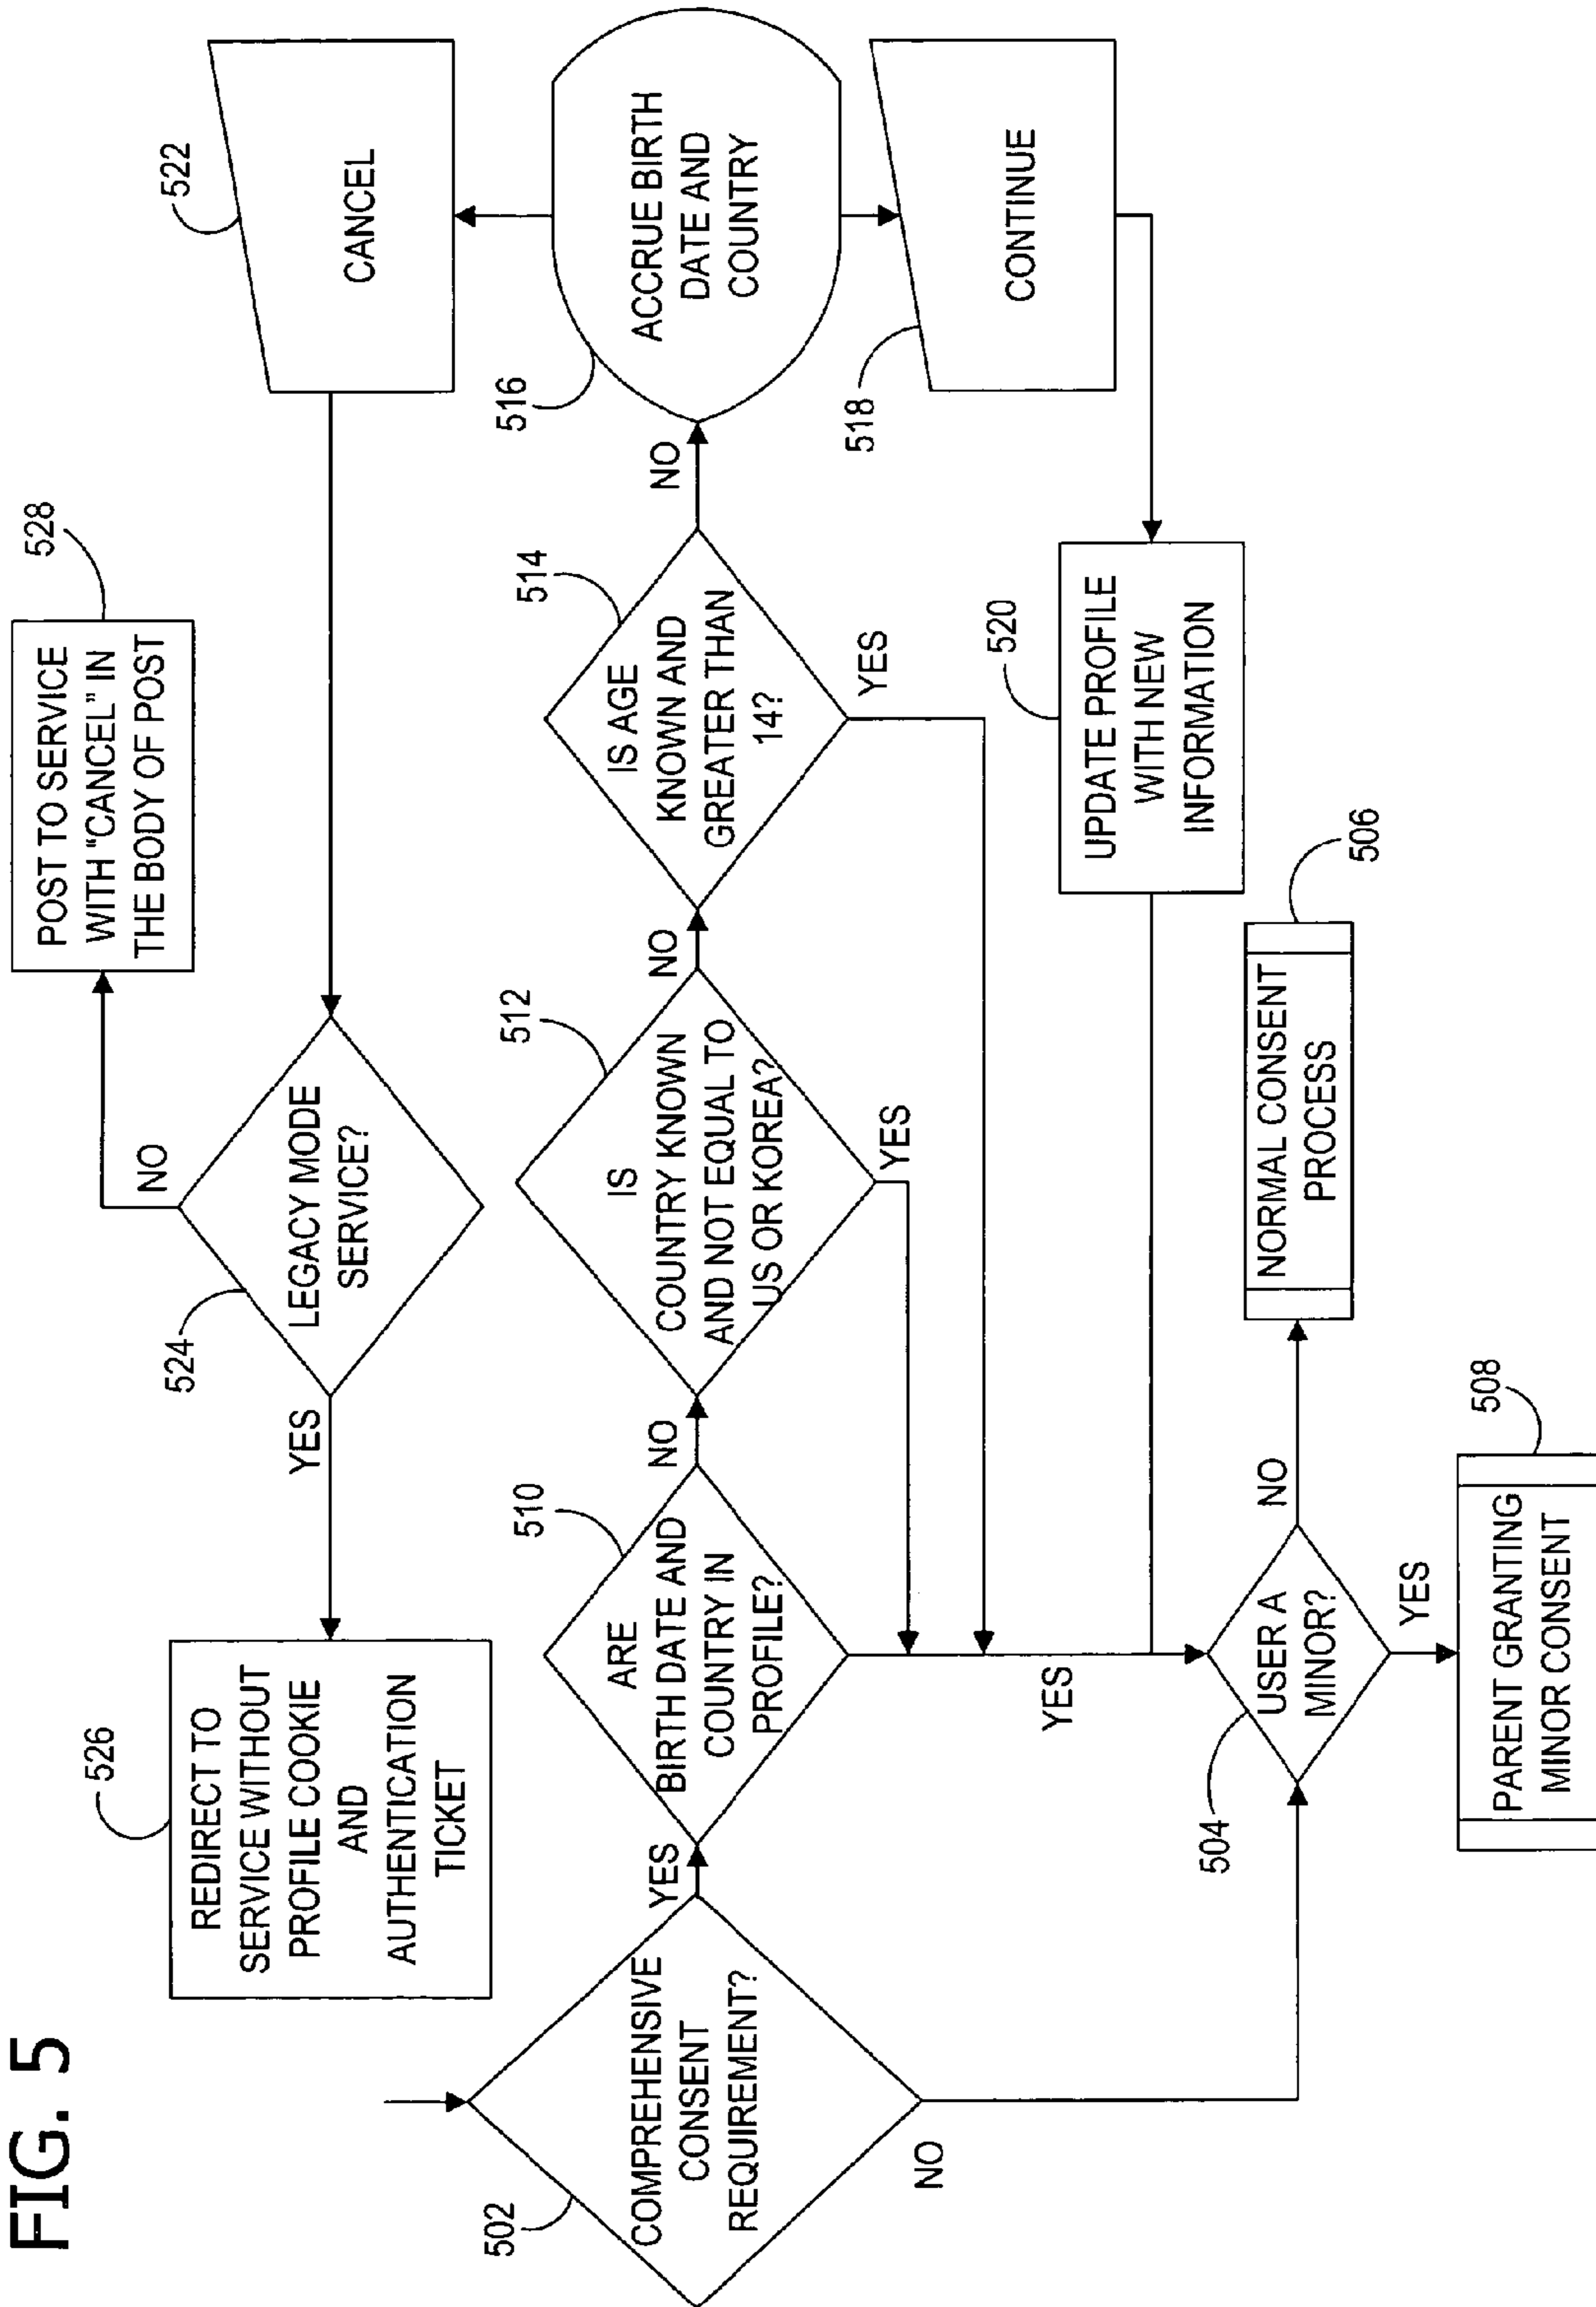 FIG. 5
526
REDIRECT TO
SERVICE WITHOUT
PROFILE COOKIE
AND
AUTHENTICATION
TICKET
YES
524
LEGACY MODE
SERVICE?
NO
528
POST TO SERVICE
WITH "CANCEL" IN
THE BODY OF POST
522
CANCEL
502
COMPREHENSIVE
CONSENT
REQUIREMENT?
YES
NO
510
ARE
BIRTH DATE AND
COUNTRY IN
PROFILE?
NO
YES
512
IS
COUNTRY KNOWN
AND NOT EQUAL TO
US OR KOREA?
NO
YES
514
IS AGE
KNOWN AND
GREATER THAN
14?
NO
YES
516
ACCRUE BIRTH
DATE AND
COUNTRY
518
CONTINUE
520
UPDATE PROFILE
WITH NEW
INFORMATION
504
USER A
MINOR?
NO
YES
506
NORMAL CONSENT
PROCESS
508
PARENT GRANTING
MINOR CONSENT